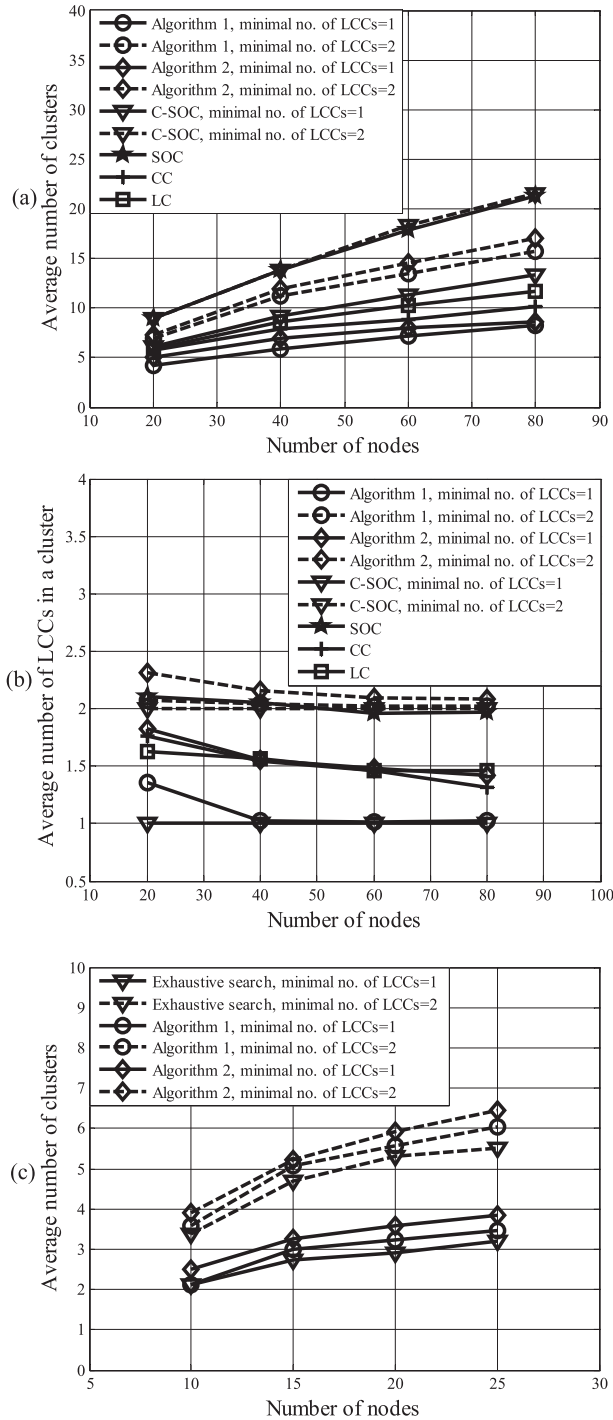 (a)
Average number of clusters
40
35
30
25
20
15
10
5
0
Algorithm 1, minimal no. of LCCs=1
Algorithm 1, minimal no. of LCCs=2
Algorithm 2, minimal no. of LCCs=1
Algorithm 2, minimal no. of LCCs=2
C-SOC, minimal no. of LCCs=1
C-SOC, minimal no. of LCCs=2
SOC
CC
LC
10 20 30 40 50 60 70 80 90
Number of nodes
(b)
Average number of LCCs in a cluster
4
3.5
3
2.5
2
1.5
1
0.5
Algorithm 1, minimal no. of LCCs=1
Algorithm 1, minimal no. of LCCs=2
Algorithm 2, minimal no. of LCCs=1
Algorithm 2, minimal no. of LCCs=2
C-SOC, minimal no. of LCCs=1
C-SOC, minimal no. of LCCs=2
SOC
CC
LC
10 20 30 40 50 60 70 80 90 100
Number of nodes
(c)
Average number of clusters
10
9
8
7
6
5
4
3
2
1
0
Exhaustive search, minimal no. of LCCs=1
Exhaustive search, minimal no. of LCCs=2
Algorithm 1, minimal no. of LCCs=1
Algorithm 1, minimal no. of LCCs=2
Algorithm 2, minimal no. of LCCs=1
Algorithm 2, minimal no. of LCCs=2
5 10 15 20 25 30
Number of nodes